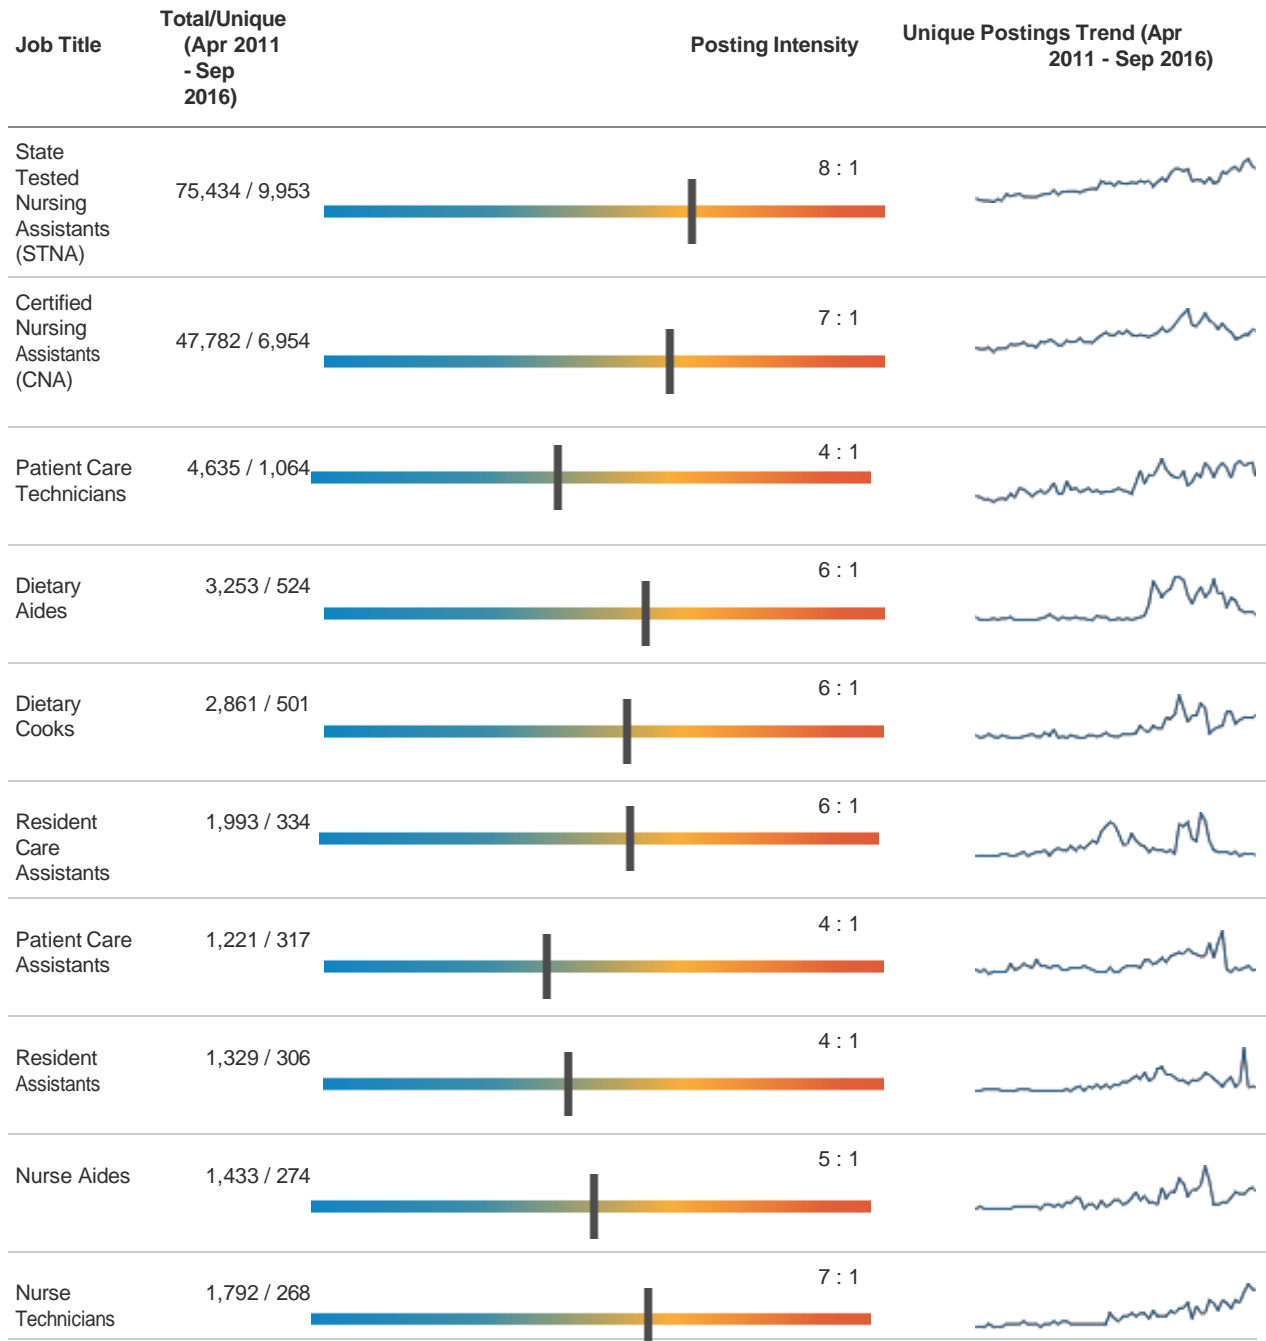 Job Title
Total/Unique
(Apr 2011
- Sep
2016)
Posting Intensity
Unique Postings Trend (Apr
2011 - Sep 2016)
State
Tested
Nursing
Assistants
(STNA)
75,434 / 9,953
8 : 1
Certified
Nursing
Assistants
(CNA)
47,782 / 6,954
7 : 1
Patient Care
Technicians
4,635 / 1,064
4 : 1
Dietary
Aides
3,253 / 524
6 : 1
Dietary
Cooks
2,861 / 501
6 : 1
Resident
Care
Assistants
1,993 / 334
6 : 1
Patient Care
Assistants
1,221 / 317
4 : 1
Resident
Assistants
1,329 / 306
4 : 1
Nurse Aides
1,433 / 274
5 : 1
Nurse
Technicians
1,792 / 268
7 : 1